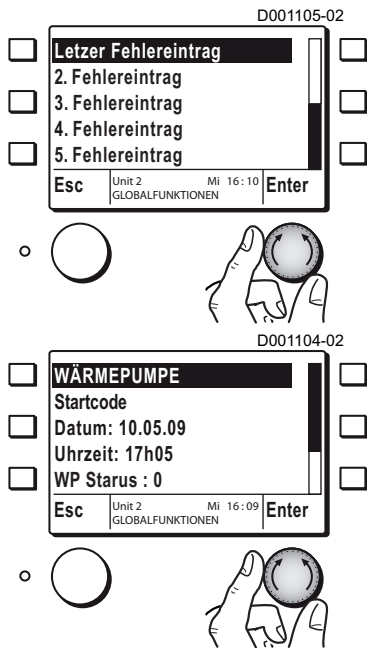 D001105-02
Letzer Fehlereintrag
2. Fehlereintrag
3. Fehlereintrag
4. Fehlereintrag
5. Fehlereintrag
Esc Unit 2 Mi 16:10 Enter
GLOBALFUNKTIONEN
D001104-02
WÄRMEPUMPE
Startcode
Datum: 10.05.09
Uhrzeit: 17h05
WP Starus : 0
Esc Unit 2 Mi 16:09 Enter
GLOBALFUNKTIONEN